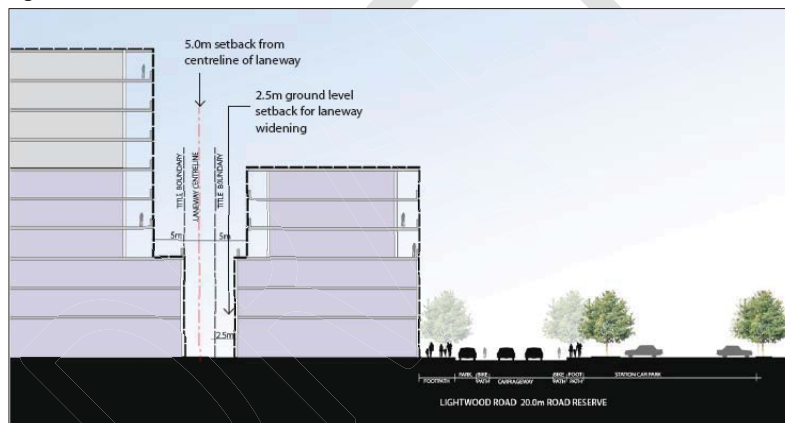 5.0m setback from
centreline of laneway
2.5m ground level
setback for laneway
widening
TITLE BOUNDARY
LANEWAY CENTRELINE
TITLE BOUNDARY
5m
5m
2.5m
FOOTPATH
PARK
BIKE
PATH
CARRIAGEWAY
BIKE
PATH
FOOT
PATH
STATION CAR PARK
LIGHTWOOD ROAD 20.0m ROAD RESERVE